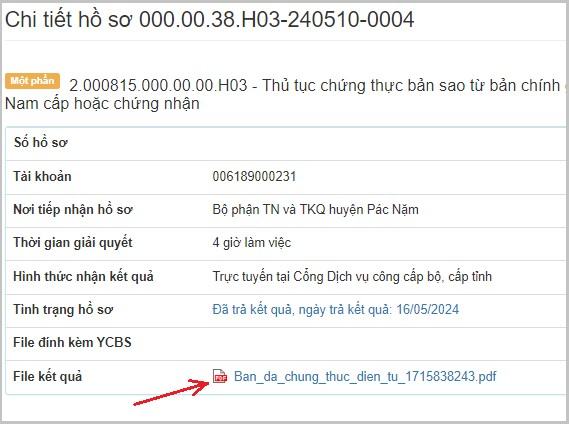 Chi tiết hồ sơ 000.00.38.H03-240510-0004
Một phần 2.000815.000.00.00.H03 - Thủ tục chứng thực bản sao từ bản chính
Nam cấp hoặc chứng nhận
Số hồ sơ
Tài khoản 006189000231
Nơi tiếp nhận hồ sơ Bộ phận TN và TKQ huyện Pác Nặm
Thời gian giải quyết 4 giờ làm việc
Hình thức nhận kết quả Trực tuyến tại Cổng Dịch vụ công cấp bộ, cấp tỉnh
Tình trạng hồ sơ Đã trả kết quả, ngày trả kết quả: 16/05/2024
File đính kèm YCBS
File kết quả PDF Ban_da_chung_thuc_dien_tu_1715838243.pdf